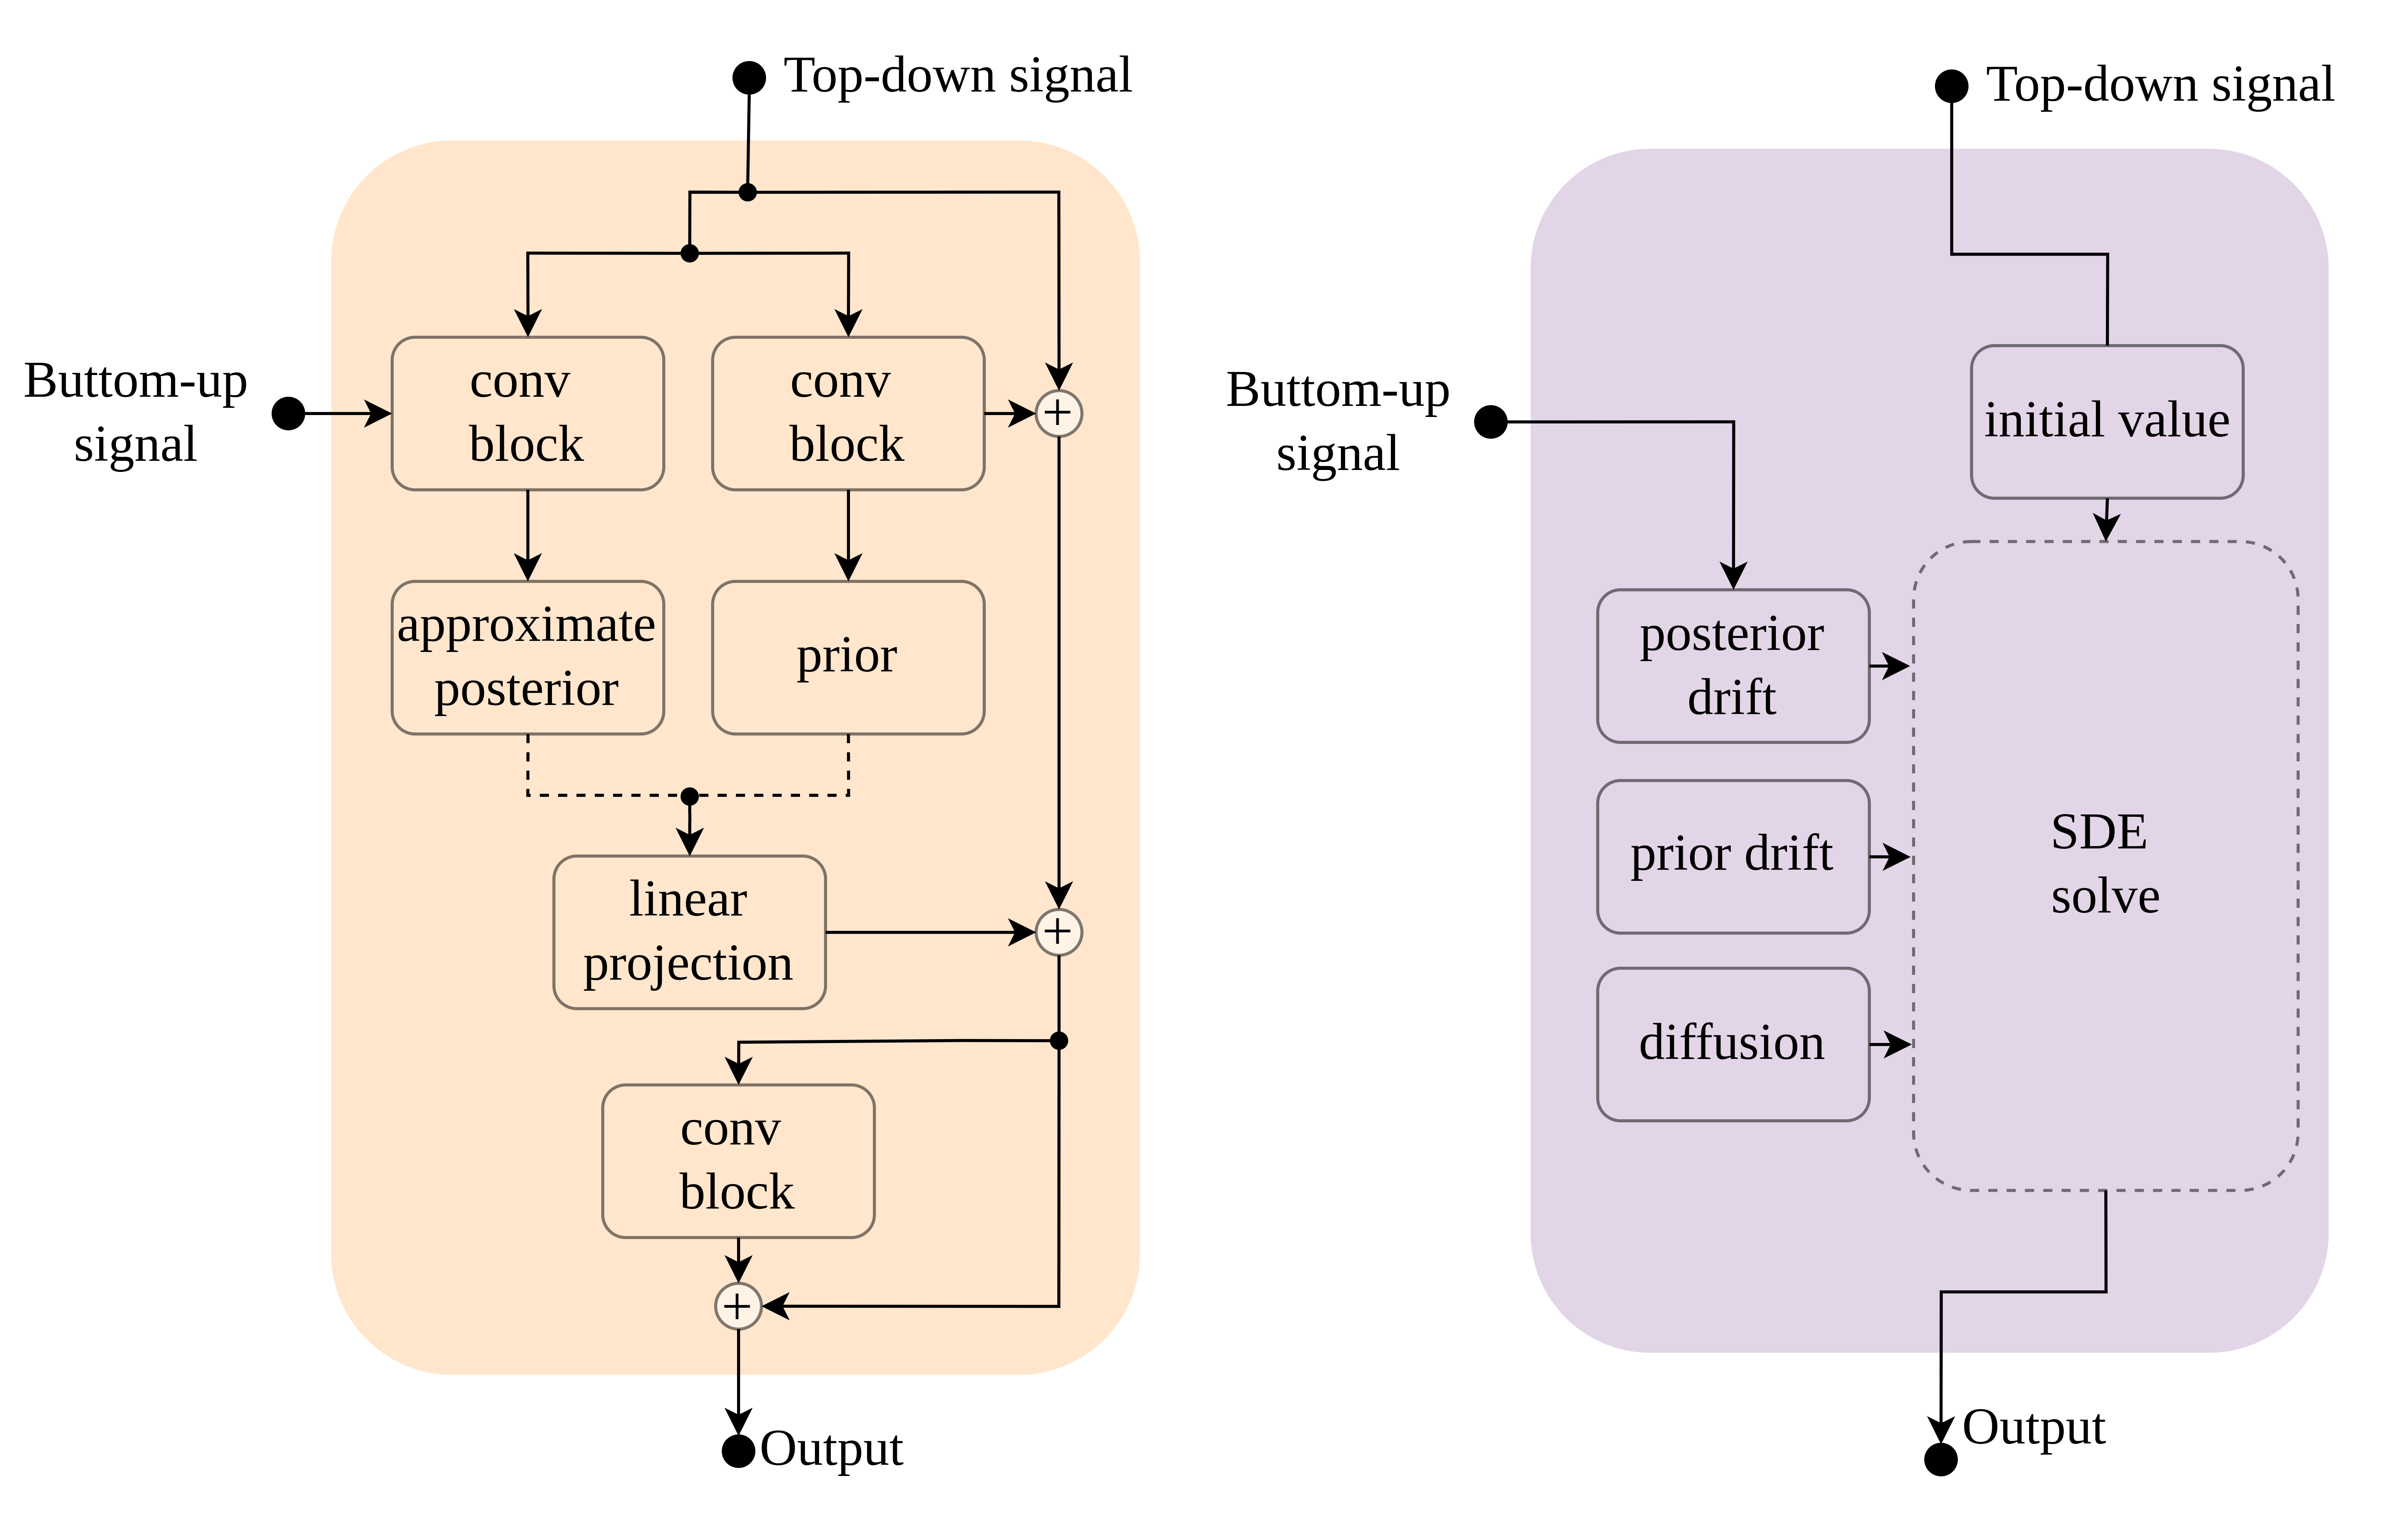 Top-down signal
Buttom-up
signal
conv
block
conv
block
+
approximate
posterior
prior
linear
projection
+
conv
block
+
Output
Top-down signal
Buttom-up
signal
initial value
posterior
drift
prior drift
diffusion
SDE
solve
Output